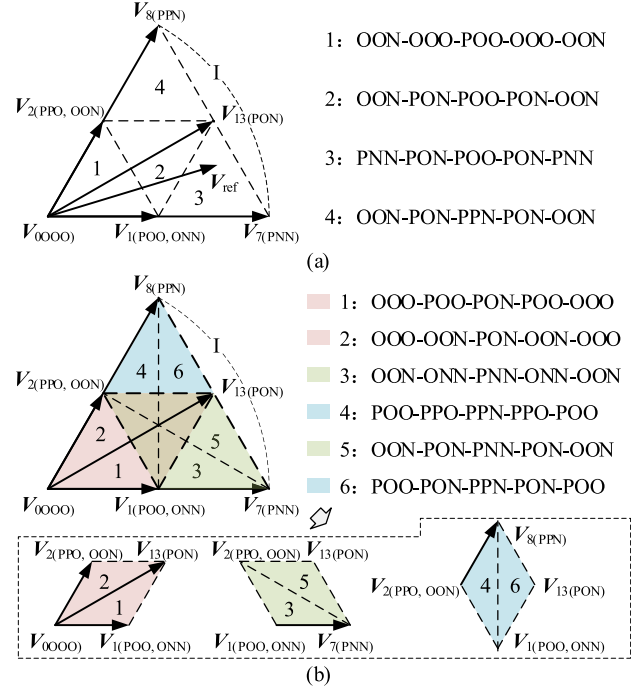 V8(PPN)
I
4
V2(PPO, OON)
V13(PON)
1
2
Vref
3
V0OOO)
V1(POO, ONN)
V7(PNN)
1: OON-OOO-POO-OOO-OON
2: OON-PON-POO-PON-OON
3: PNN-PON-POO-PON-PNN
4: OON-PON-PPN-PON-OON
(a)
V8(PPN)
I
4 6
V2(PPO, OON)
V13(PON)
2
5
1
3
V0OOO)
V1(POO, ONN)
V7(PNN)
1: OOO-POO-PON-POO-OOO
2: OOO-OON-PON-OON-OOO
3: OON-ONN-PNN-ONN-OON
4: POO-PPO-PPN-PPO-POO
5: OON-PON-PNN-PON-OON
6: POO-PON-PPN-PON-POO
V2(PPO, OON) V13(PON)
2
1
V0OOO) V1(POO, ONN)
V2(PPO, OON) V13(PON)
5
3
V1(POO, ONN) V7(PNN)
V8(PPN)
V2(PPO, OON) 4 6 V13(PON)
V1(POO, ONN)
(b)